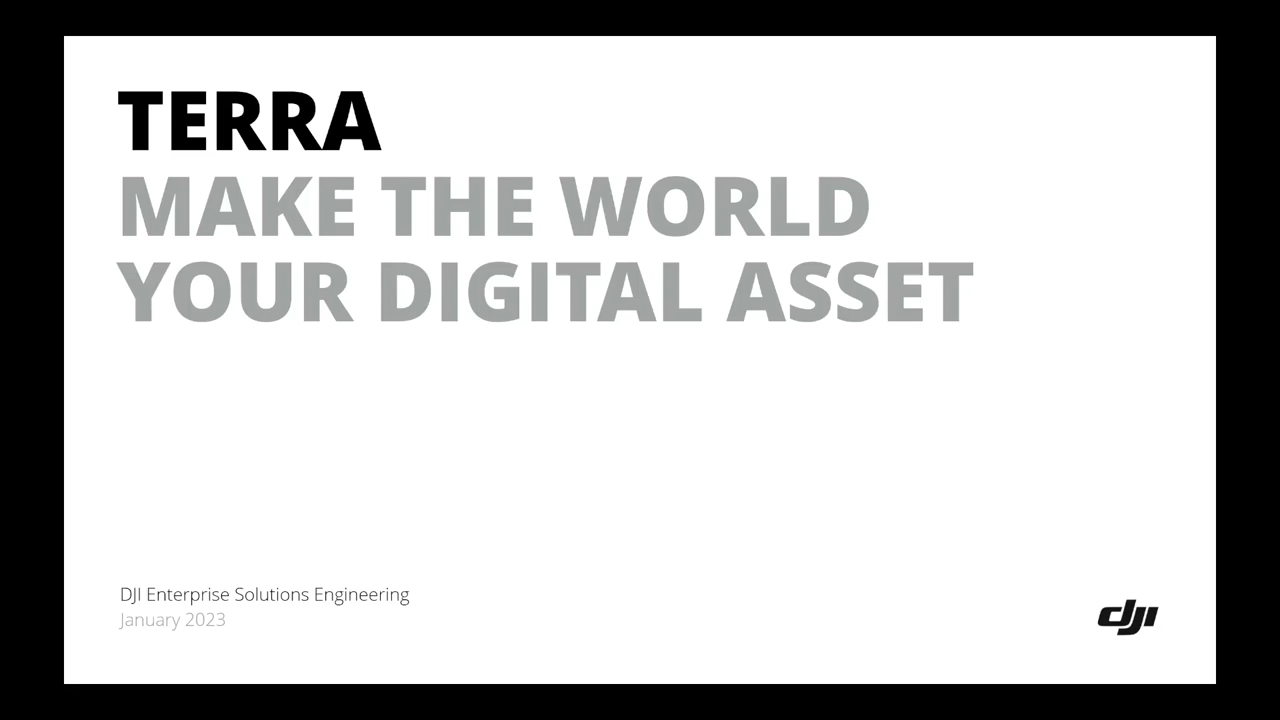 TERRA
MAKE THE WORLD
YOUR DIGITAL ASSET
DJI Enterprise Solutions Engineering
January 2023
dji